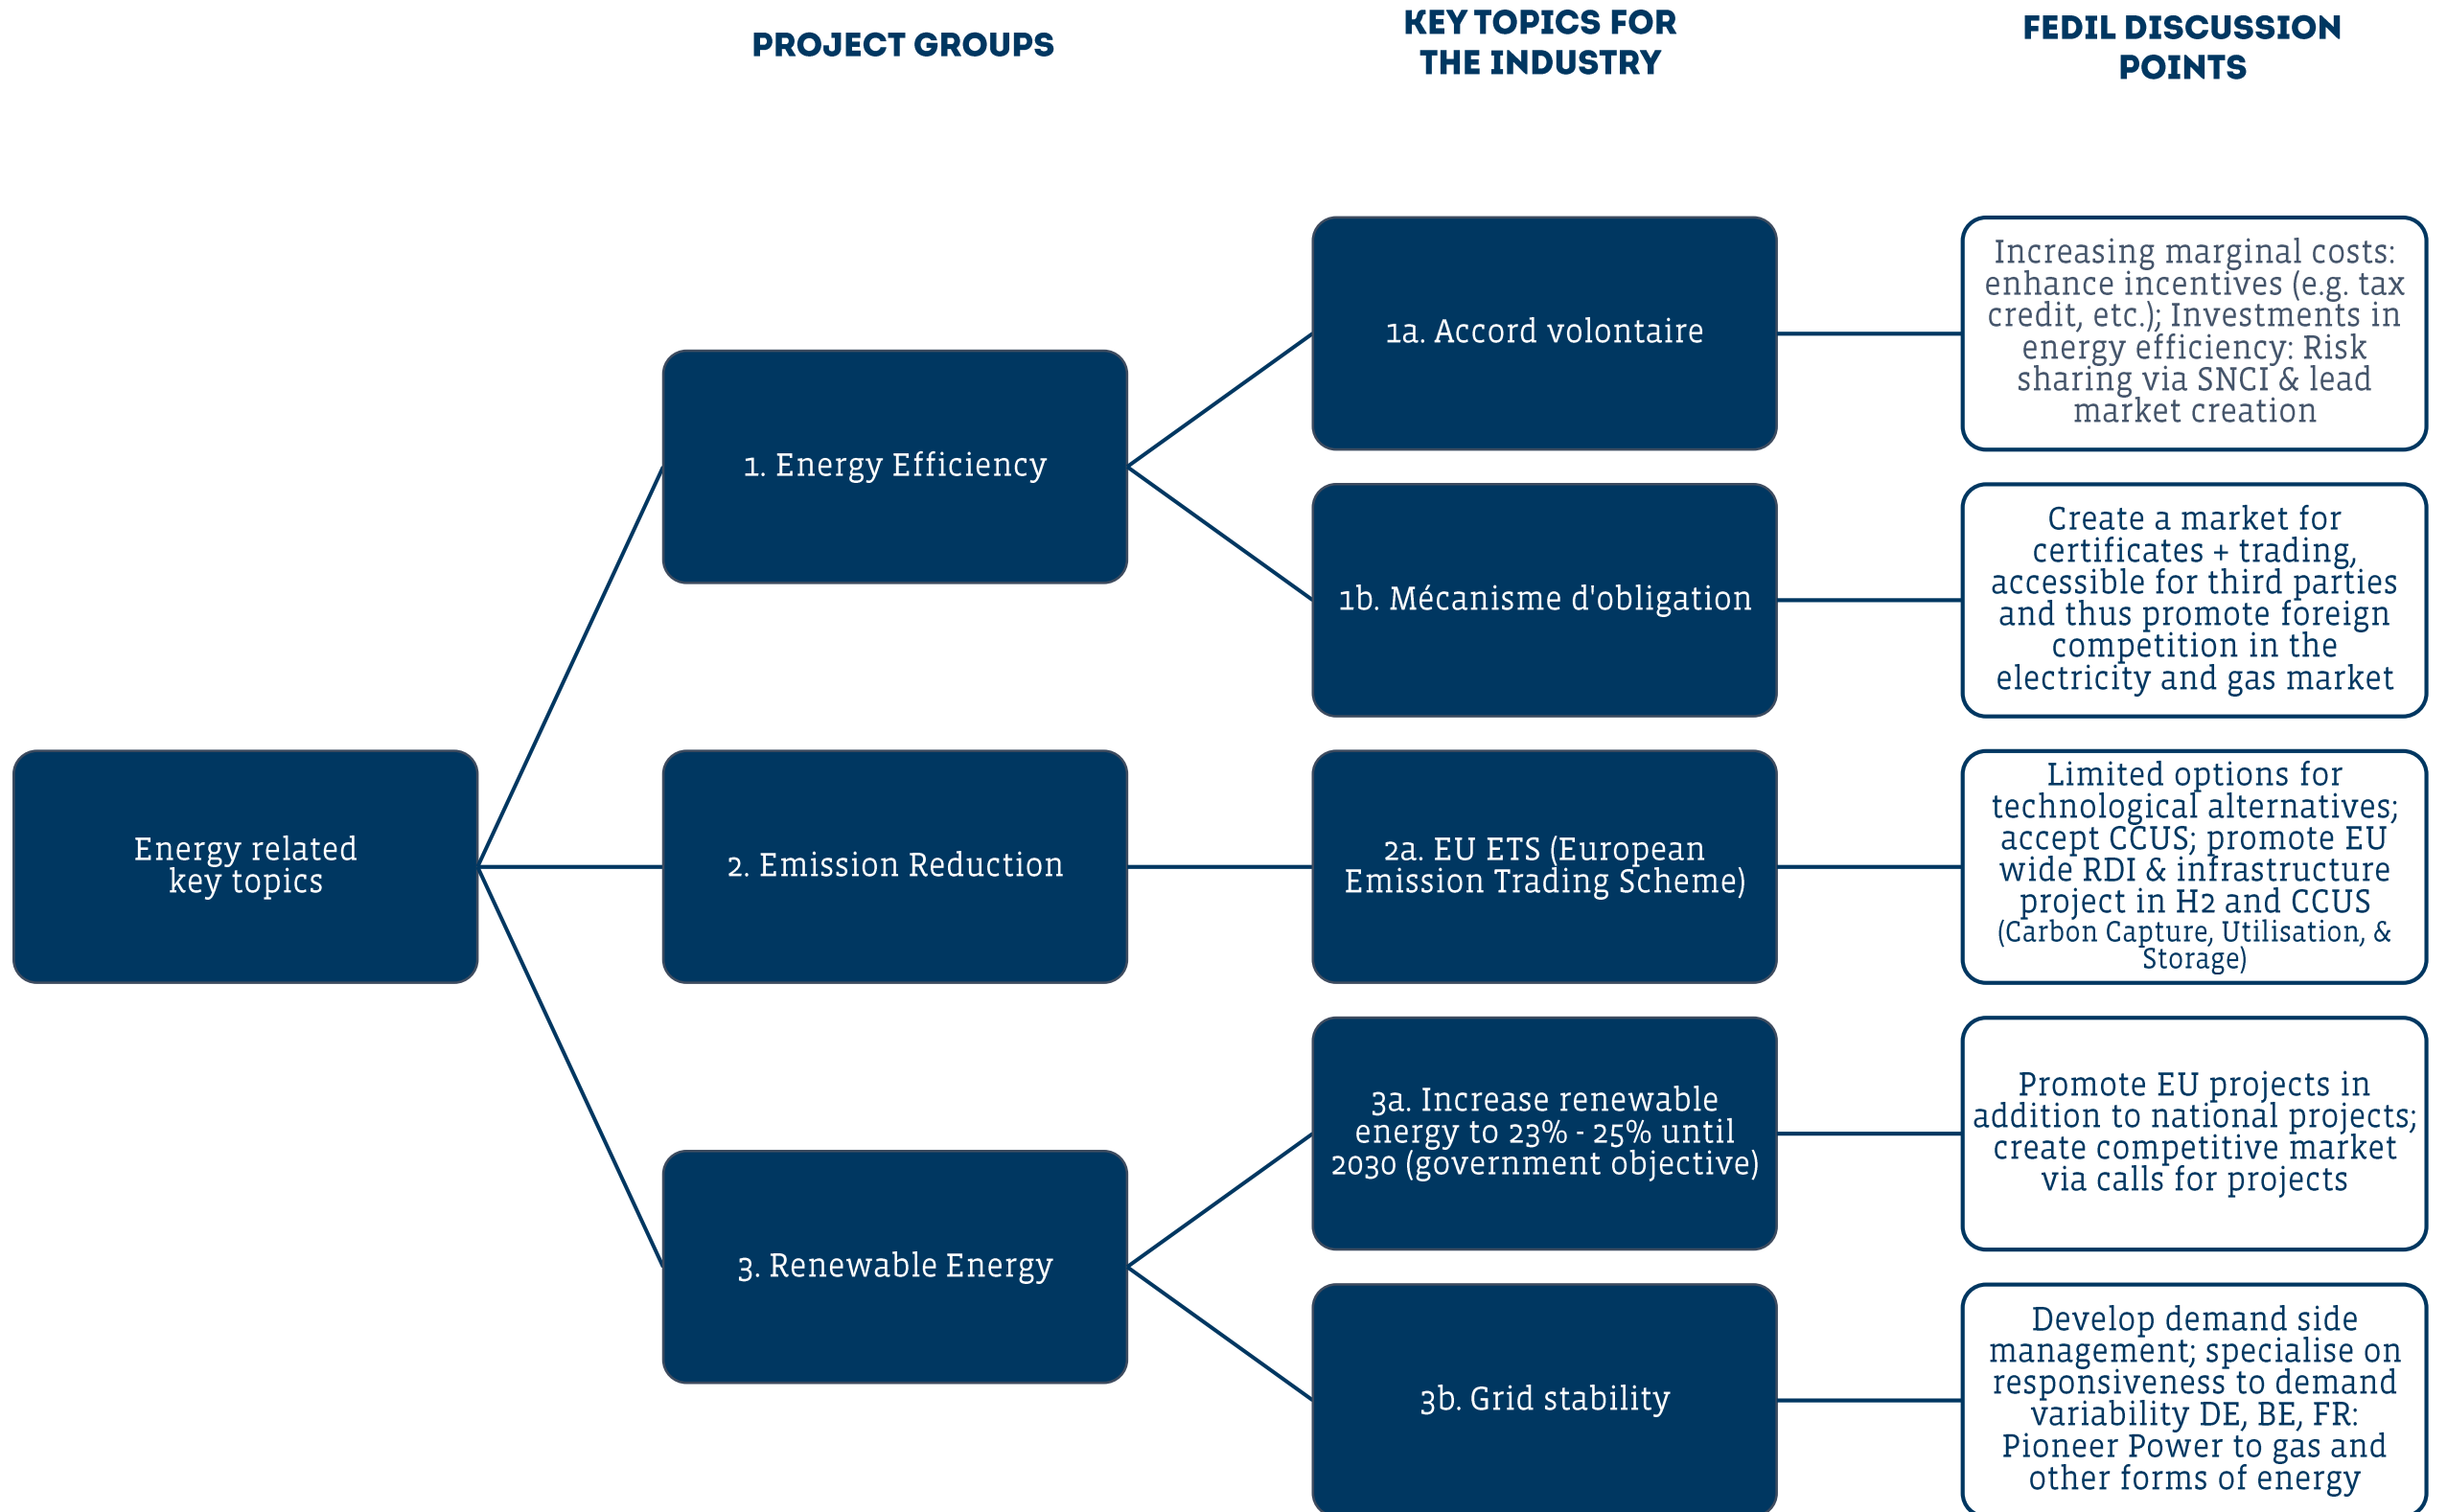 PROJECT GROUPS
KEY TOPICS FOR
THE INDUSTRY
FEDIL DISCUSSION
POINTS
Energy related
key topics
1. Energy Efficiency
1a. Accord volontaire
Increasing marginal costs:
enhance incentives (e.g. tax
credit, etc.); Investments in
energy efficiency: Risk
sharing via SNCI & lead
market creation
1b. Mécanisme d'obligation
Create a market for
certificates + trading,
accessible for third parties
and thus promote foreign
competition in the
electricity and gas market
2. Emission Reduction
2a. EU ETS (European
Emission Trading Scheme)
Limited options for
technological alternatives;
accept CCUS; promote EU
wide RDI & infrastructure
project in H2 and CCUS
(Carbon Capture, Utilisation, &
Storage)
3. Renewable Energy
3a. Increase renewable
energy to 23% - 25% until
2030 (government objective)
Promote EU projects in
addition to national projects;
create competitive market
via calls for projects
3b. Grid stability
Develop demand side
management; specialise on
responsiveness to demand
variability DE, BE, FR:
Pioneer Power to gas and
other forms of energy